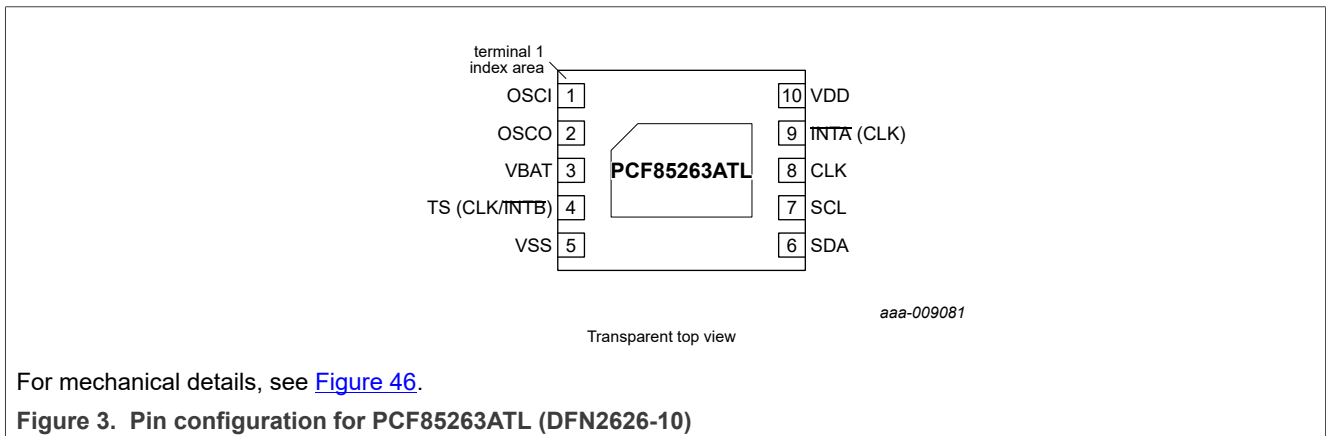 terminal 1
index area
OSCI 1
10 VDD
OSCO 2
9 INTA (CLK)
VBAT 3
PCF85263ATL
8 CLK
TS (CLK/INTB) 4
7 SCL
VSS 5
6 SDA
aaa-009081
Transparent top view
For mechanical details, see Figure 46.
Figure 3. Pin configuration for PCF85263ATL (DFN2626-10)